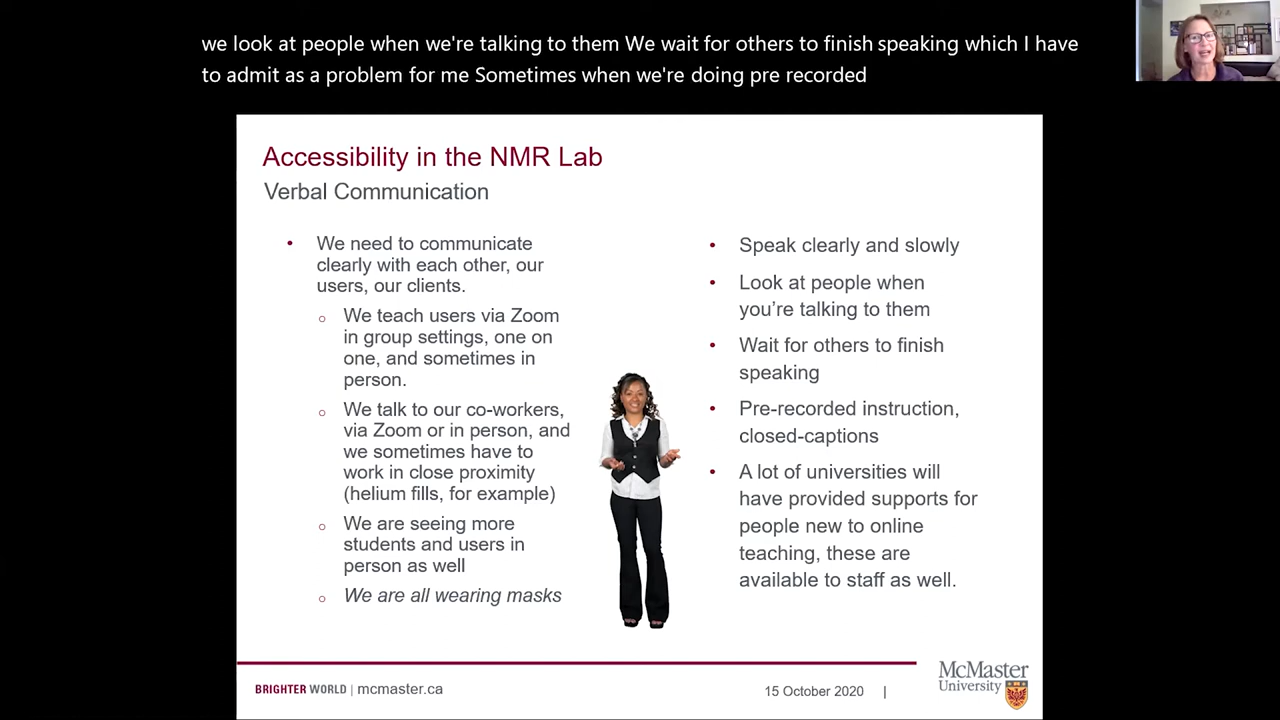 we look at people when we're talking to them We wait for others to finish speaking which I have
to admit as a problem for me Sometimes when we're doing pre recorded
Accessibility in the NMR Lab
Verbal Communication
• We need to communicate
clearly with each other, our
users, our clients.
o We teach users via Zoom
in group settings, one on
one, and sometimes in
person.
o We talk to our co-workers,
via Zoom or in person, and
we sometimes have to
work in close proximity
(helium fills, for example)
o We are seeing more
students and users in
person as well
o We are all wearing masks
• Speak clearly and slowly
• Look at people when
you're talking to them
• Wait for others to finish
speaking
• Pre-recorded instruction,
closed-captions
• A lot of universities will
have provided supports for
people new to online
teaching, these are
available to staff as well.
BRIGHTER WORLD | mcmaster.ca
15 October 2020 |
McMaster
University